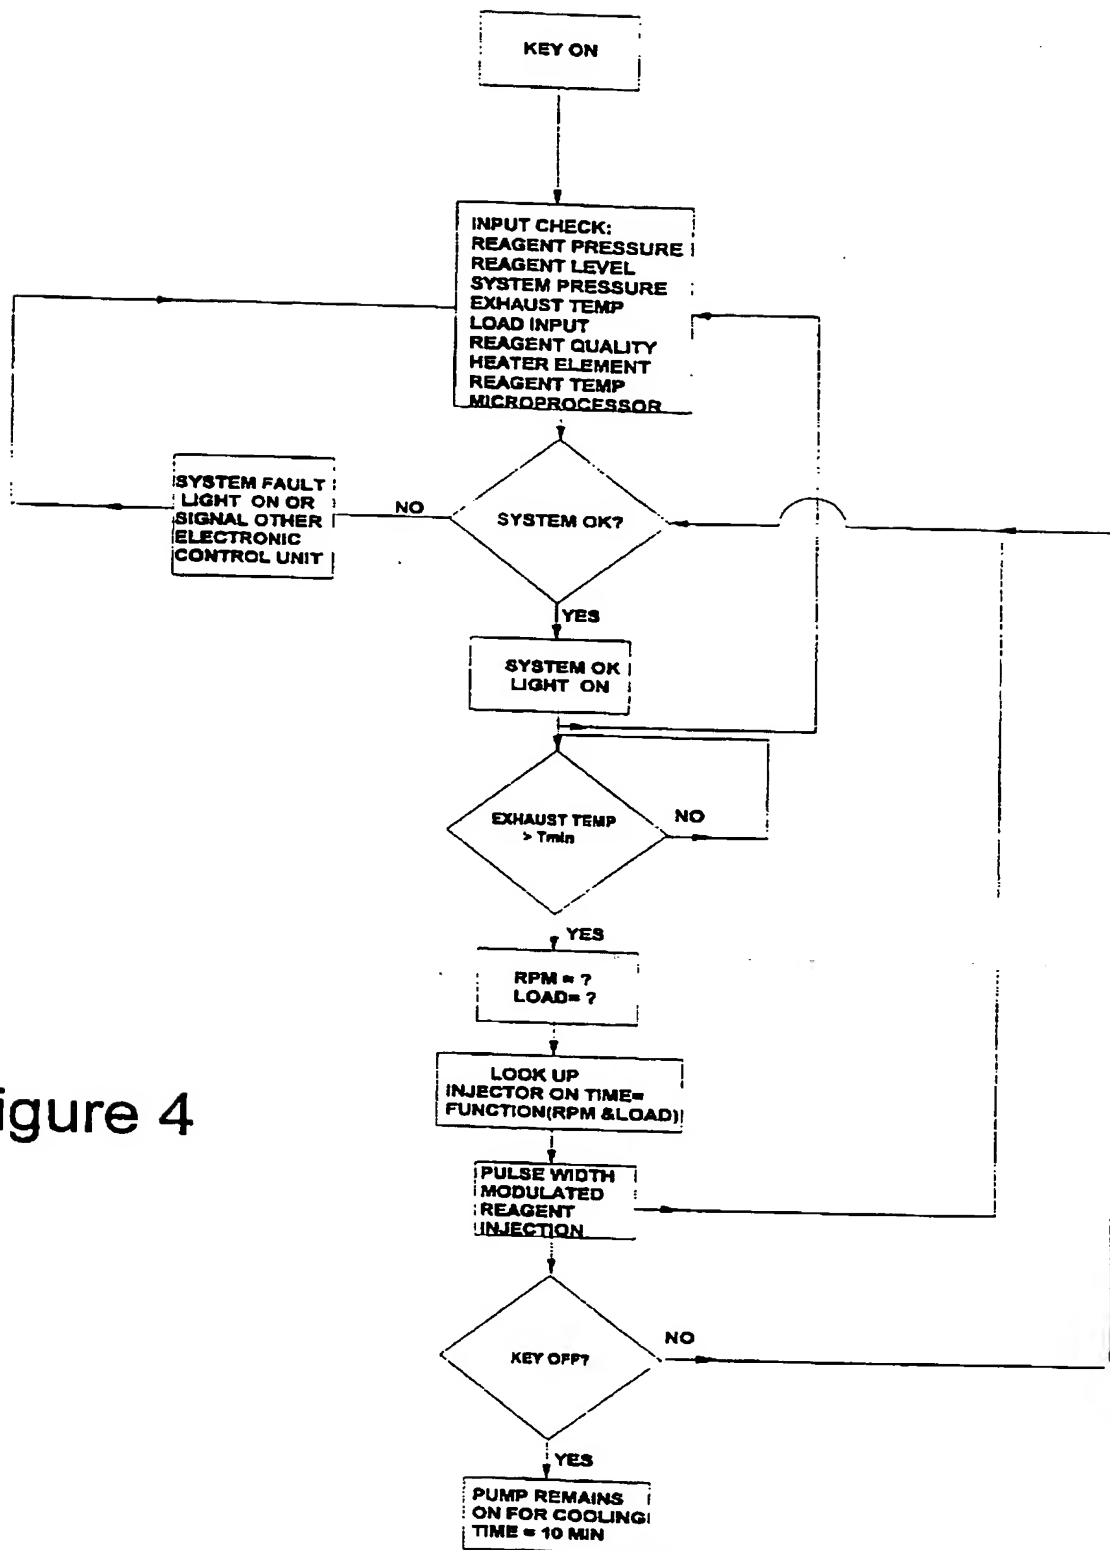 KEY ON
INPUT CHECK:
REAGENT PRESSURE
REAGENT LEVEL
SYSTEM PRESSURE
EXHAUST TEMP
LOAD INPUT
REAGENT QUALITY
HEATER ELEMENT
REAGENT TEMP
MICROPROCESSOR
SYSTEM FAULT
LIGHT ON OR
SIGNAL OTHER
ELECTRONIC
CONTROL UNIT
NO
SYSTEM OK?
YES
SYSTEM OK
LIGHT ON
EXHAUST TEMP
> Tmin
NO
YES
RPM = ?
LOAD= ?
LOOK UP
INJECTOR ON TIME=
FUNCTION(RPM &LOAD)
igure 4
PULSE WIDTH
MODULATED
REAGENT
INJECTION
KEY OFF?
NO
YES
PUMP REMAINS
ON FOR COOLING
TIME = 10 MIN